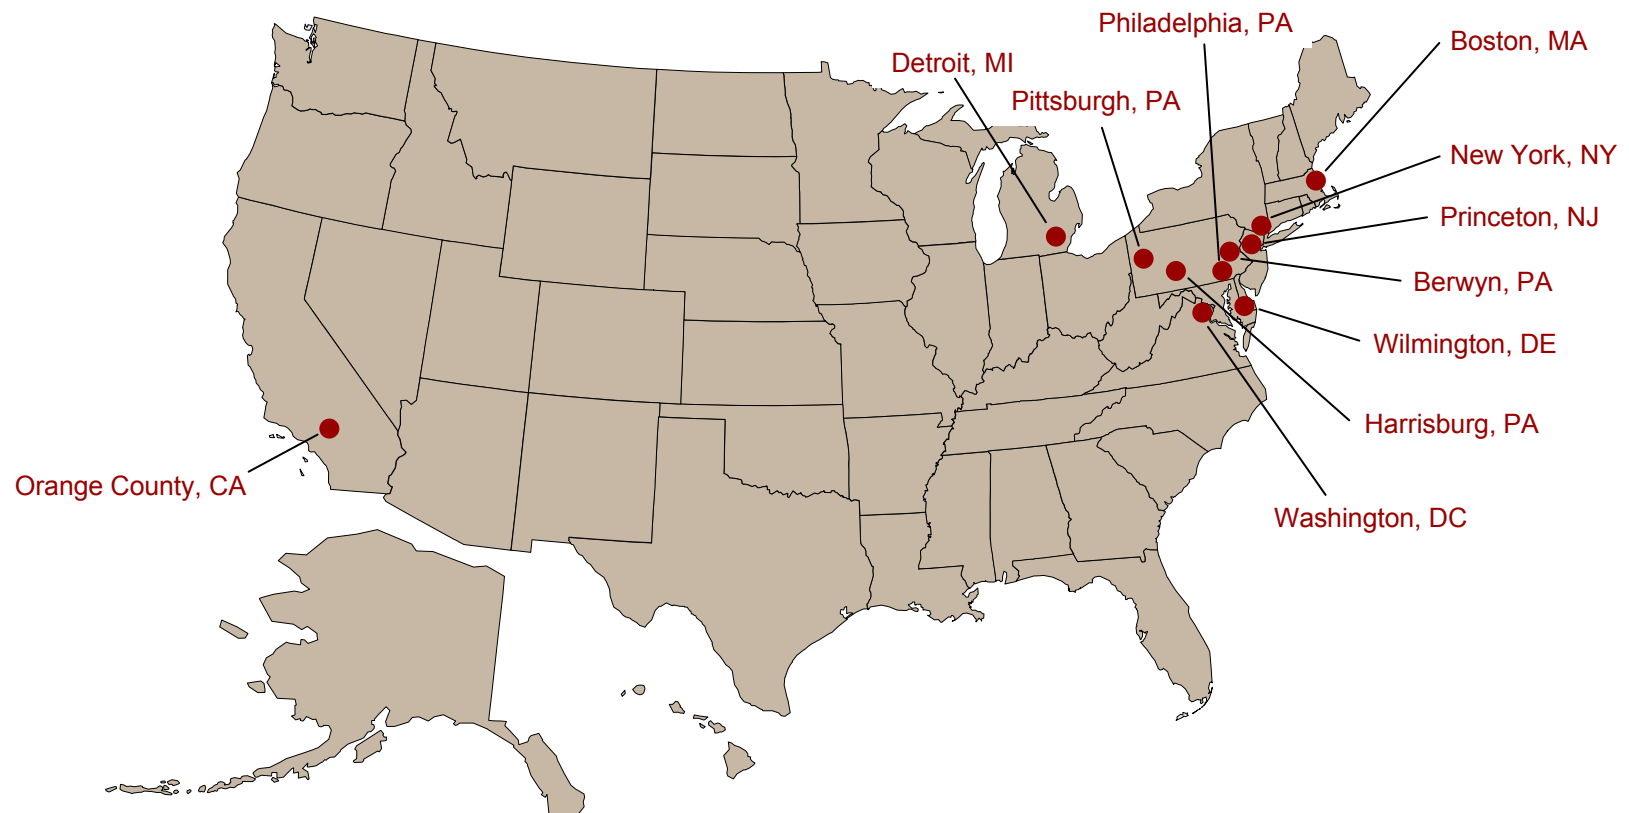 Philadelphia, PA
Boston, MA
Detroit, MI
Pittsburgh, PA
New York, NY
Princeton, NJ
Berwyn, PA
Wilmington, DE
Harrisburg, PA
Orange County, CA
Washington, DC